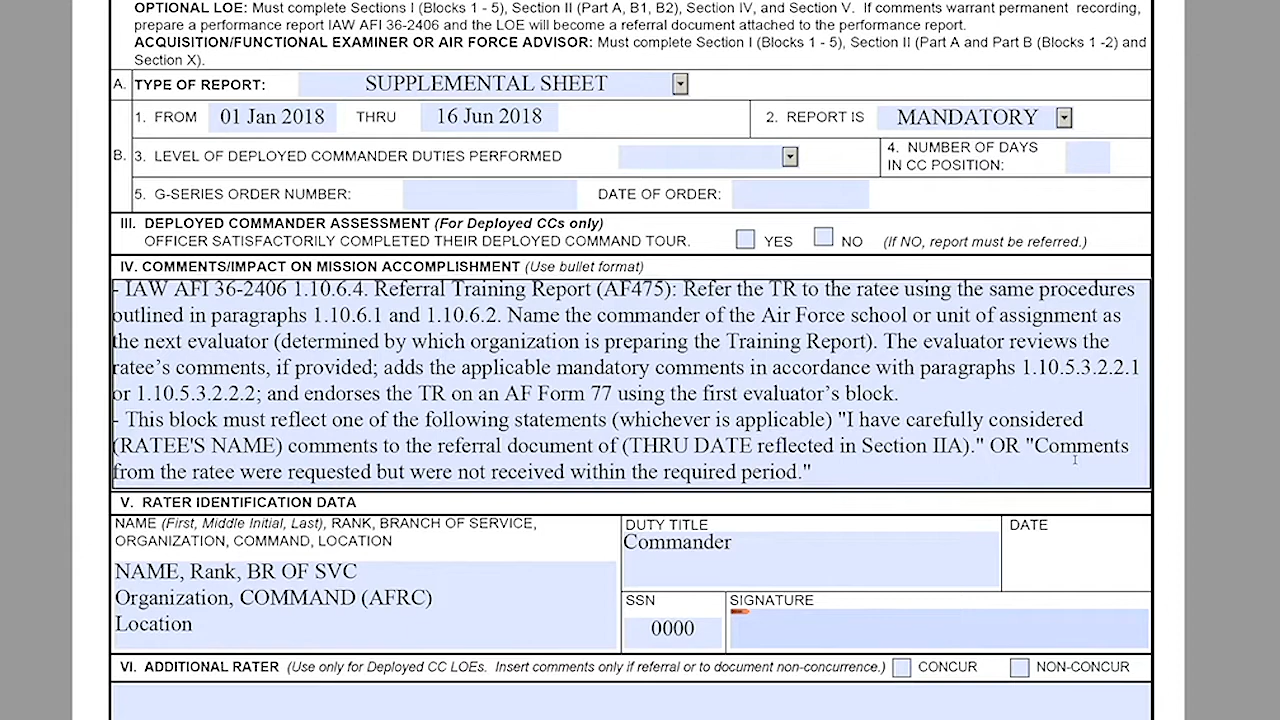 OPTIONAL LOE: Must complete Sections I (Blocks 1 - 5), Section II (Part A, B1, B2), Section IV, and Section V. If comments warrant permanent recording,
prepare a performance report IAW AFI 36-2406 and the LOE will become a referral document attached to the performance report.
ACQUISITION/FUNCTIONAL EXAMINER OR AIR FORCE ADVISOR: Must complete Section I (Blocks 1 - 5), Section II (Part A and Part B (Blocks 1 -2) and
Section X).
A. TYPE OF REPORT: SUPPLEMENTAL SHEET
1. FROM 01 Jan 2018 THRU 16 Jun 2018 2. REPORT IS MANDATORY
B. 3. LEVEL OF DEPLOYED COMMANDER DUTIES PERFORMED 4. NUMBER OF DAYS
IN CC POSITION:
5. G-SERIES ORDER NUMBER: DATE OF ORDER:
III. DEPLOYED COMMANDER ASSESSMENT (For Deployed CCs only)
OFFICER SATISFACTORILY COMPLETED THEIR DEPLOYED COMMAND TOUR. YES NO (If NO, report must be referred.)
IV. COMMENTS/IMPACT ON MISSION ACCOMPLISHMENT (Use bullet format)
- IAW AFI 36-2406 1.10.6.4. Referral Training Report (AF475): Refer the TR to the ratee using the same procedures
outlined in paragraphs 1.10.6.1 and 1.10.6.2. Name the commander of the Air Force school or unit of assignment as
the next evaluator (determined by which organization is preparing the Training Report). The evaluator reviews the
ratee's comments, if provided; adds the applicable mandatory comments in accordance with paragraphs 1.10.5.3.2.2.1
or 1.10.5.3.2.2.2; and endorses the TR on an AF Form 77 using the first evaluator's block.
- This block must reflect one of the following statements (whichever is applicable) "I have carefully considered
(RATEE'S NAME) comments to the referral document of (THRU DATE reflected in Section IIA)." OR "Comments
from the ratee were requested but were not received within the required period."
V. RATER IDENTIFICATION DATA
NAME (First, Middle Initial, Last), RANK, BRANCH OF SERVICE,
ORGANIZATION, COMMAND, LOCATION
NAME, Rank, BR OF SVC
Organization, COMMAND (AFRC)
Location
DUTY TITLE
Commander
DATE
SSN
0000
SIGNATURE
VI. ADDITIONAL RATER (Use only for Deployed CC LOEs. Insert comments only if referral or to document non-concurrence.) CONCUR NON-CONCUR